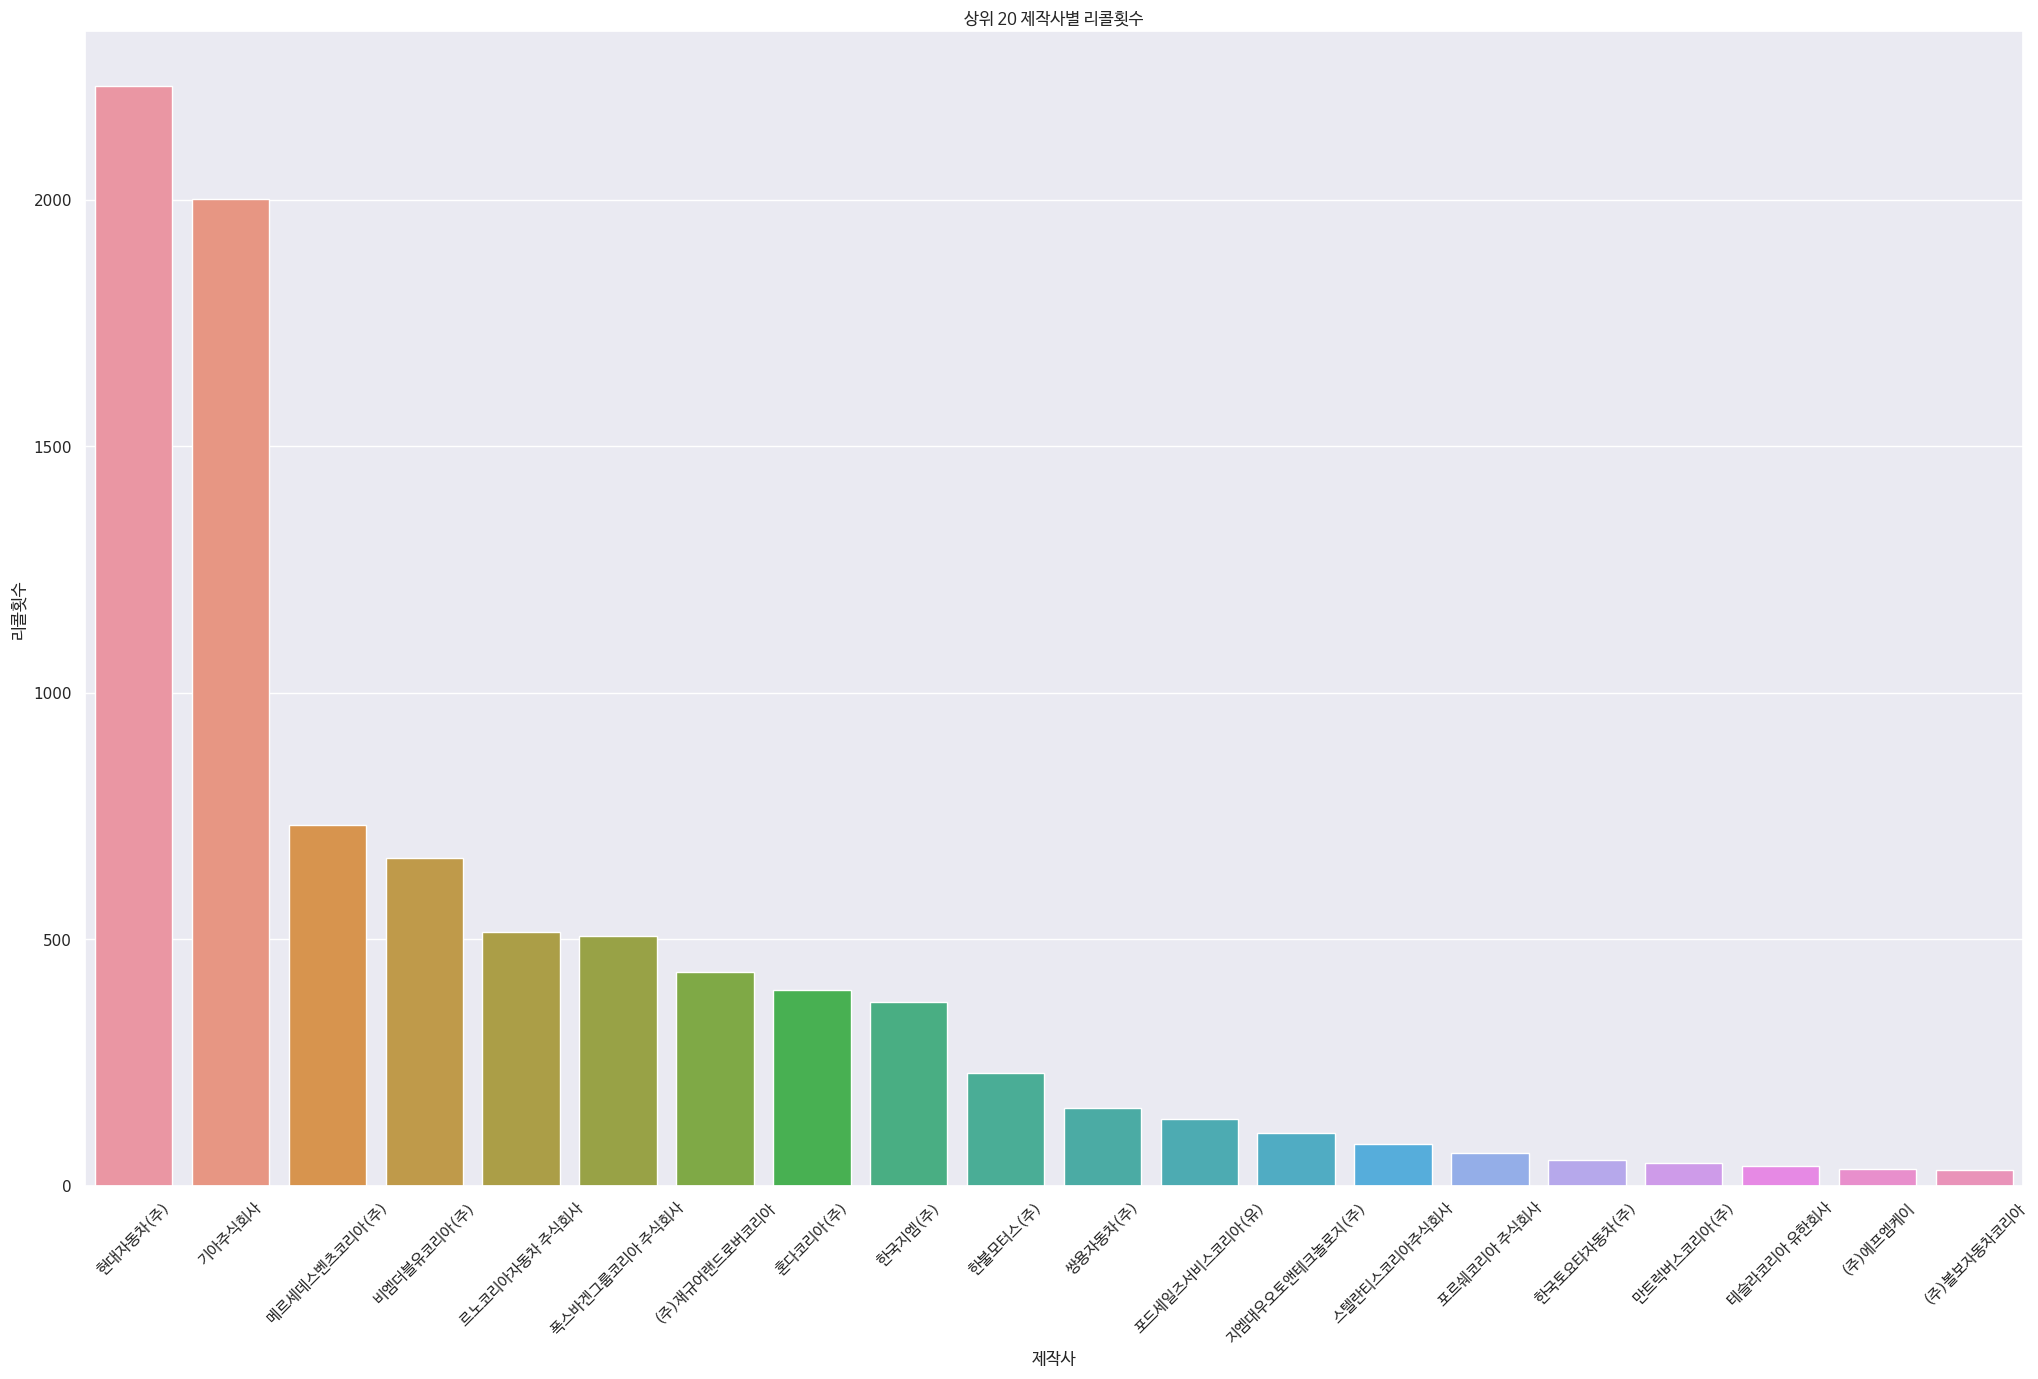 상위 20 제작사별 리콜횟수
리콜횟수
2000
1500
1000
500
0
현대자동차(주)
기아주식회사
메르세데스벤츠코리아(주)
비엠더블유코리아(주)
르노코리아자동차 주식회사
폭스바겐그룹코리아 주식회사
(주)재규어랜드로버코리아
혼다코리아(주)
한국지엠(주)
한불모터스(주)
쌍용자동차(주)
포드세일즈서비스코리아(유)
지엠대우오토앤테크놀로지(주)
스텔란티스코리아주식회사
포르쉐코리아 주식회사
한국토요타자동차(주)
만트럭버스코리아(주)
테슬라코리아 유한회사
(주)에프엠케이
(주)볼보자동차코리아
제작사